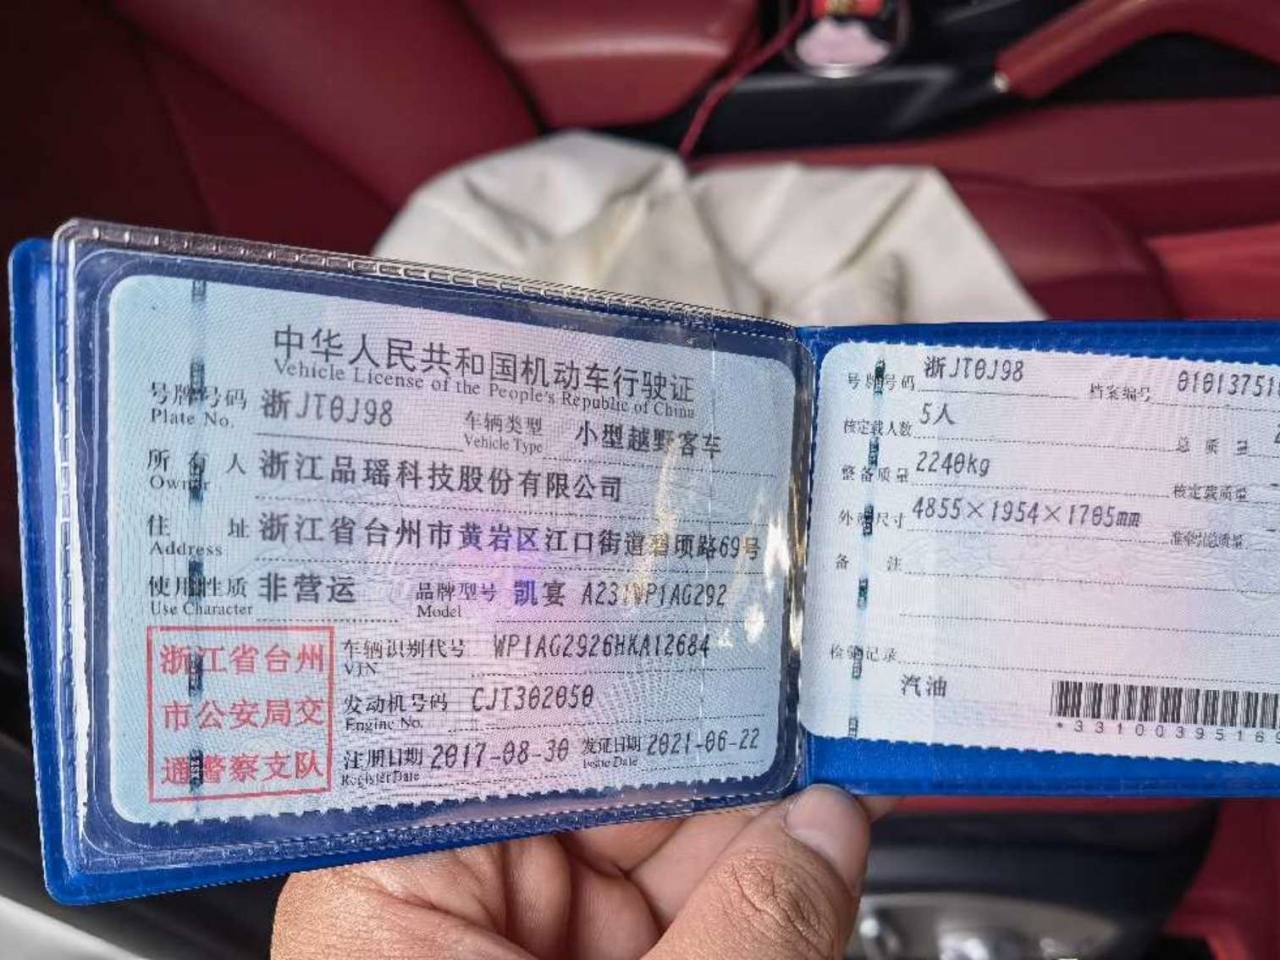 中华人民共和国机动车行驶证
Vehicle License of the People's Republic of China
号牌号码 浙JT0J98 车辆类型 小型越野客车
Plate No. Vehicle Type
所有人 浙江品瑶科技股份有限公司
Owner
住址 浙江省台州市黄岩区江口街道 路69号
Address
使用性质 非营运 品牌型号 凯宴 A231WP1AG292
Use Character Model
浙江省台州
市公安局交
通警察支队
车辆识别代号 WP1AG2926HKA12684
VIN
发动机号码 CJT302050
Engine No.
注册日期 2017-08-30 发证日期 2021-06-22
Register Date Issue Date
号牌号码 浙JT0J98 档案编号 01013751
核定载人数 5人 总质量
整备质量 2240kg 核定载质量
外廓尺寸 4855×1954×1705mm 准牵引总质量
备注
检验记录
汽油
*3310039516